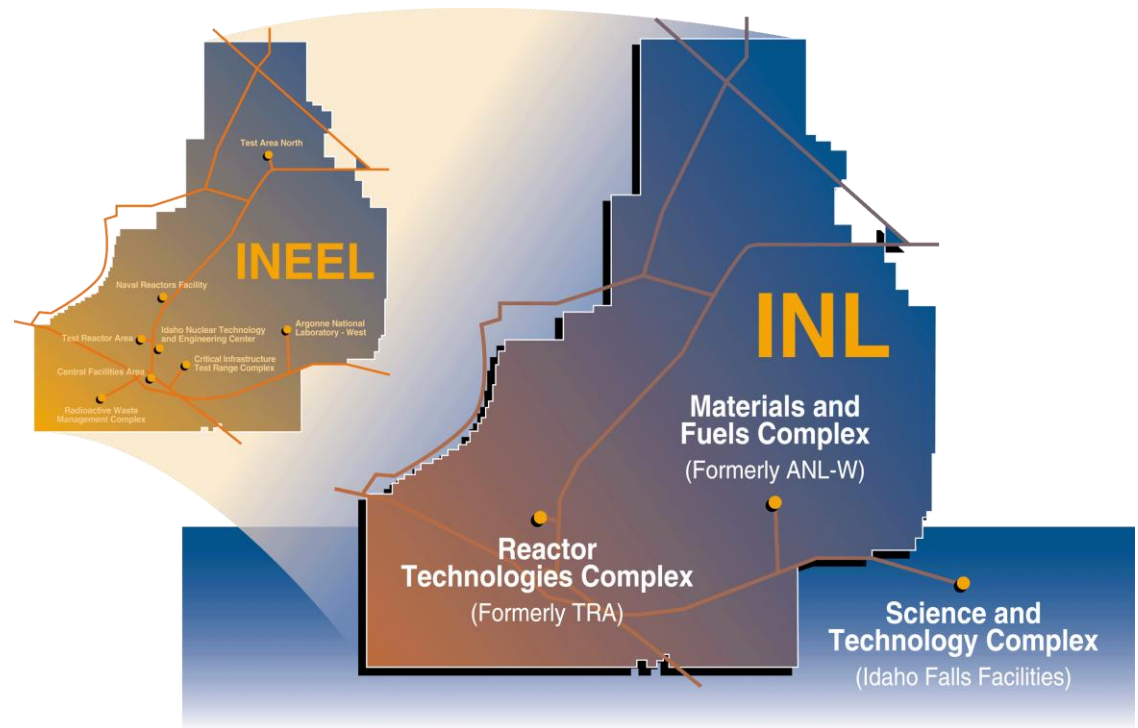 Test Area North
INEEL
Naval Reactors Facility
Test Reactor Area
Idaho Nuclear Technology
and Engineering Center
Argonne National
Laboratory - West
Critical Infrastructure
Test Range Complex
Central Facilities Area
Radioactive Waste
Management Complex
INL
Materials and
Fuels Complex
(Formerly ANL-W)
Reactor
Technologies Complex
(Formerly TRA)
Science and
Technology Complex
(Idaho Falls Facilities)